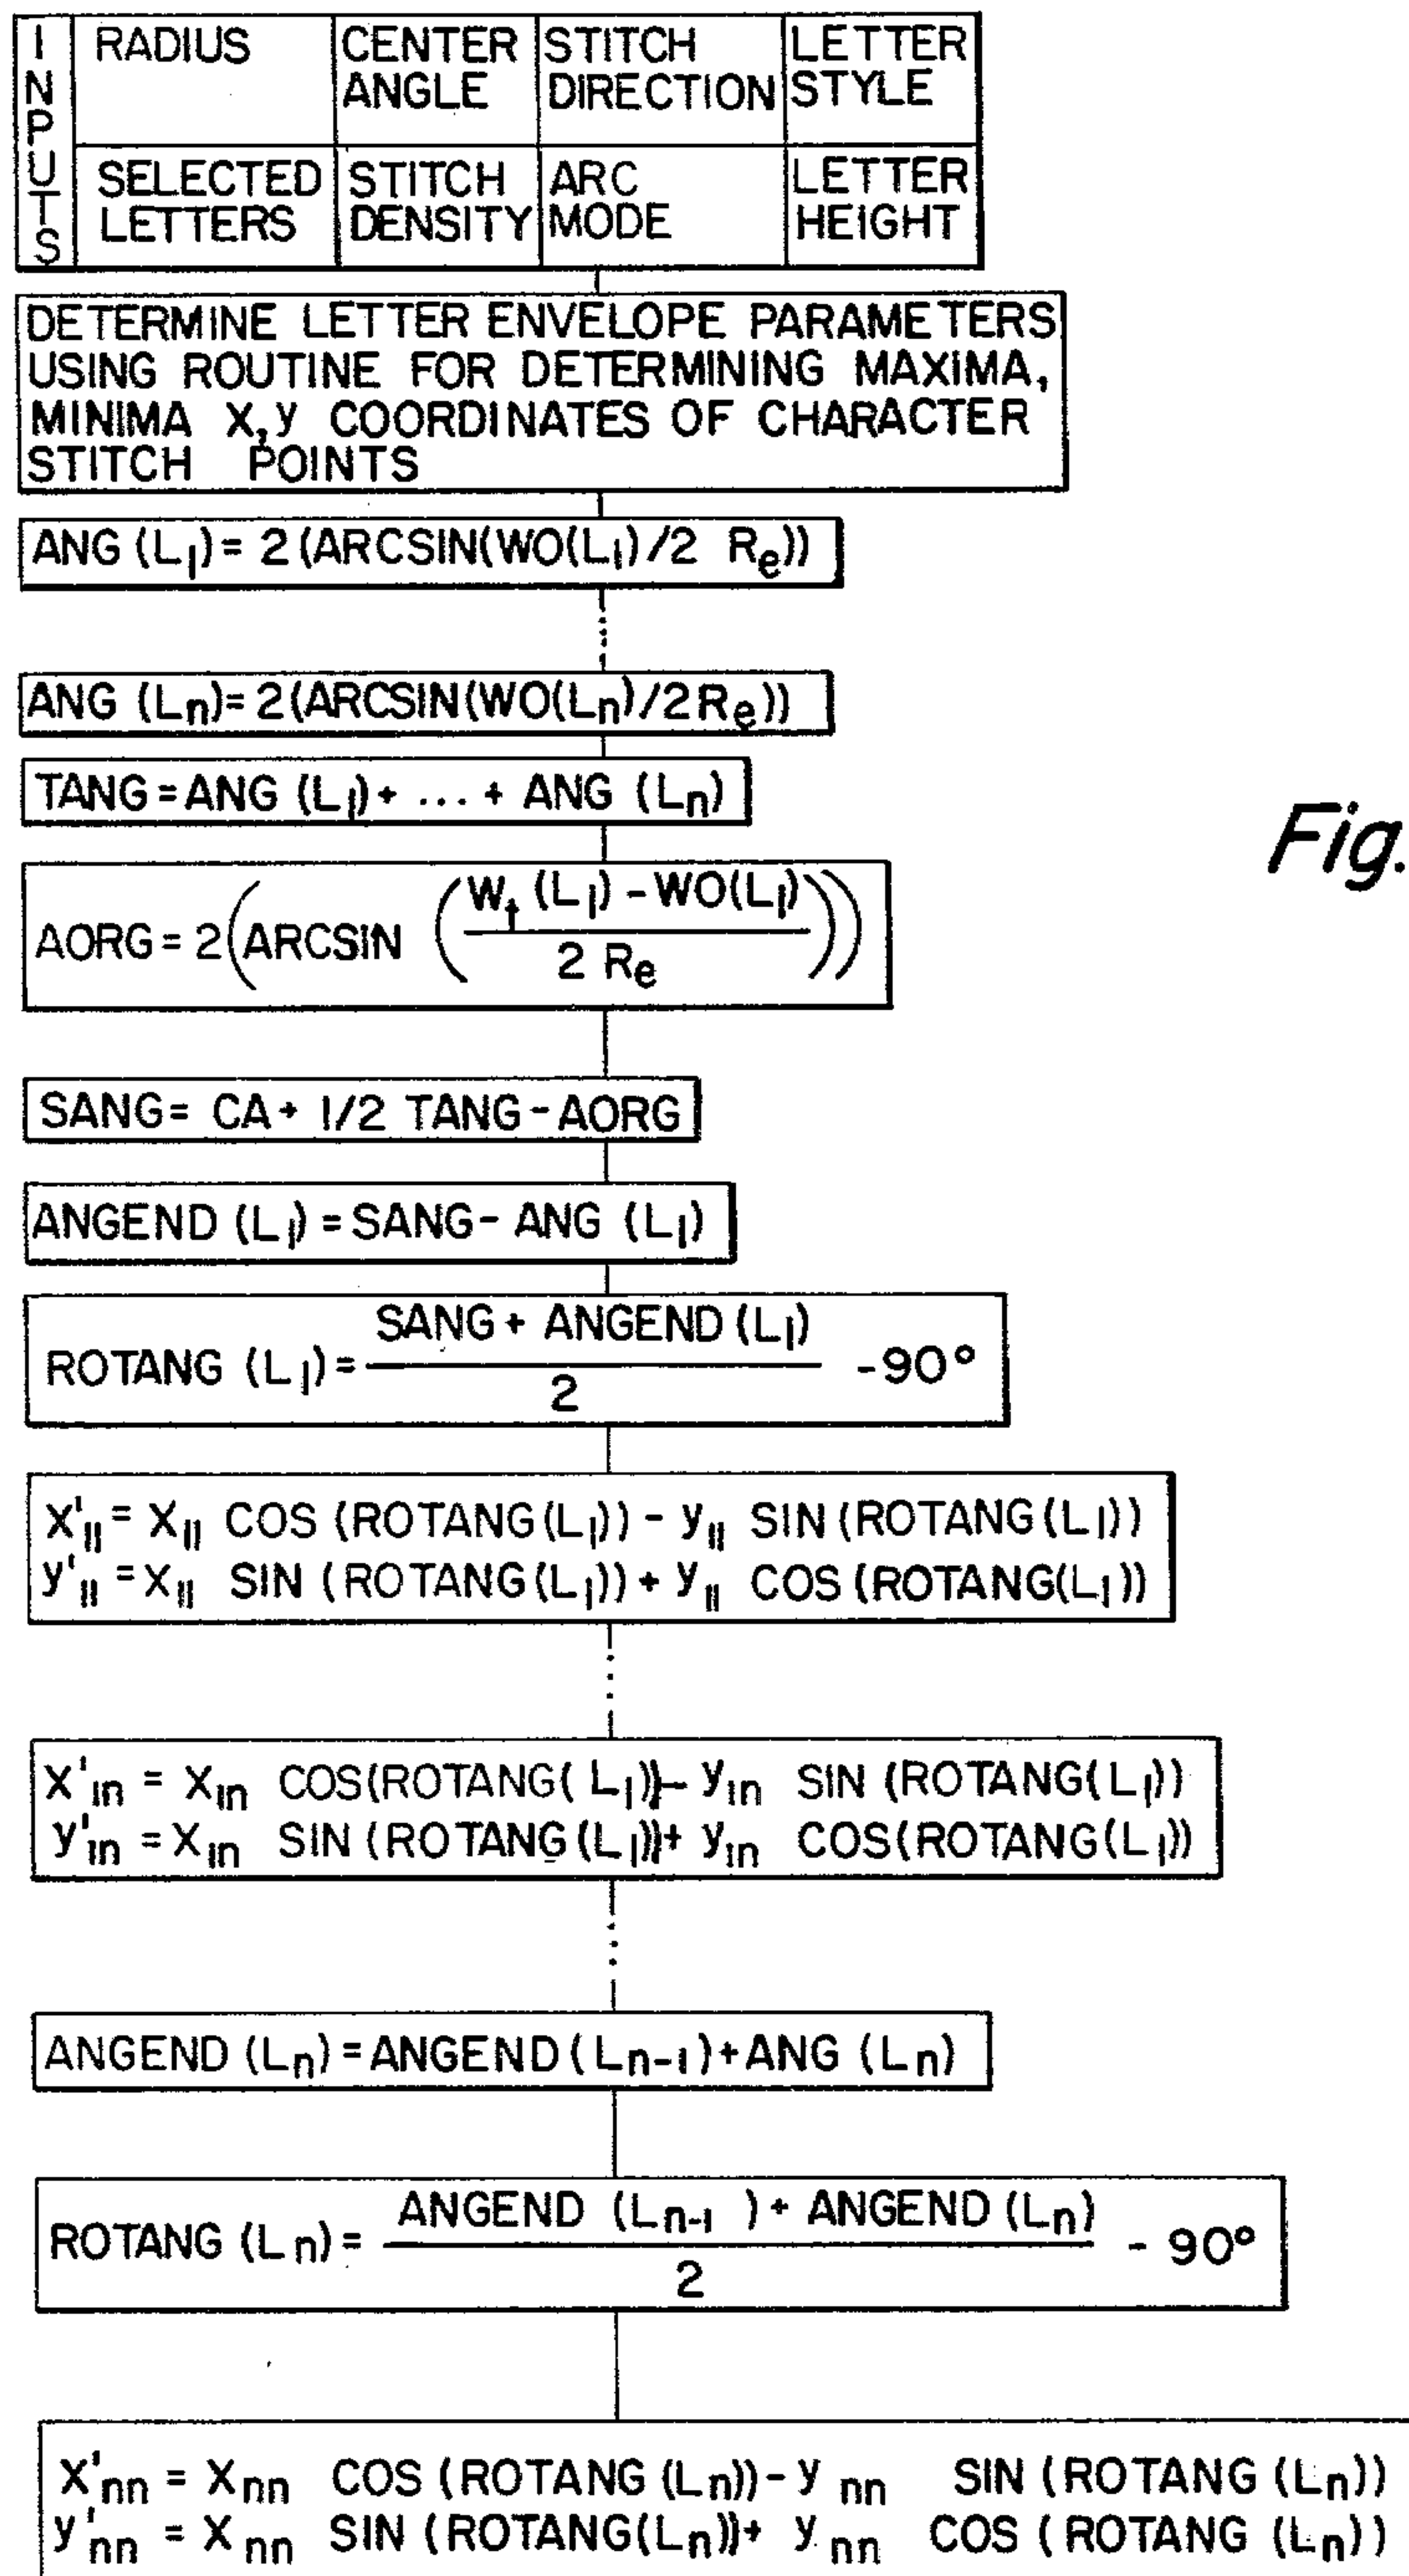 INPUTS
RADIUS
CENTER ANGLE
STITCH DIRECTION
LETTER STYLE
SELECTED LETTERS
STITCH DENSITY
ARC MODE
LETTER HEIGHT
DETERMINE LETTER ENVELOPE PARAMETERS
USING ROUTINE FOR DETERMINING MAXIMA,
MINIMA X,Y COORDINATES OF CHARACTER
STITCH POINTS
ANG (L₁) = 2(ARCSIN(WO(L₁)/2 Rₑ))
ANG (Lₙ) = 2(ARCSIN(WO(Lₙ)/2Rₑ))
TANG = ANG (L₁) + ... + ANG (Lₙ)
Fig.
AORG = 2(ARCSIN ((Wₜ (L₁) - WO(L₁))/2 Rₑ))
SANG = CA + 1/2 TANG - AORG
ANGEND (L₁) = SANG - ANG (L₁)
ROTANG (L₁) = (SANG + ANGEND (L₁))/2 - 90°
X'₁₁ = X₁₁ COS (ROTANG(L₁)) - y₁₁ SIN (ROTANG(L₁))
y'₁₁ = X₁₁ SIN (ROTANG(L₁)) + y₁₁ COS (ROTANG(L₁))
X'₁ₙ = X₁ₙ COS(ROTANG(L₁)) - y₁ₙ SIN (ROTANG(L₁))
y'₁ₙ = X₁ₙ SIN (ROTANG(L₁)) + y₁ₙ COS(ROTANG(L₁))
ANGEND (Lₙ) = ANGEND (Lₙ₋₁) + ANG (Lₙ)
ROTANG (Lₙ) = (ANGEND (Lₙ₋₁) + ANGEND (Lₙ))/2 - 90°
X'ₙₙ = Xₙₙ COS (ROTANG (Lₙ)) - y ₙₙ SIN (ROTANG (Lₙ))
y'ₙₙ = X ₙₙ SIN (ROTANG(Lₙ)) + y ₙₙ COS (ROTANG (Lₙ))